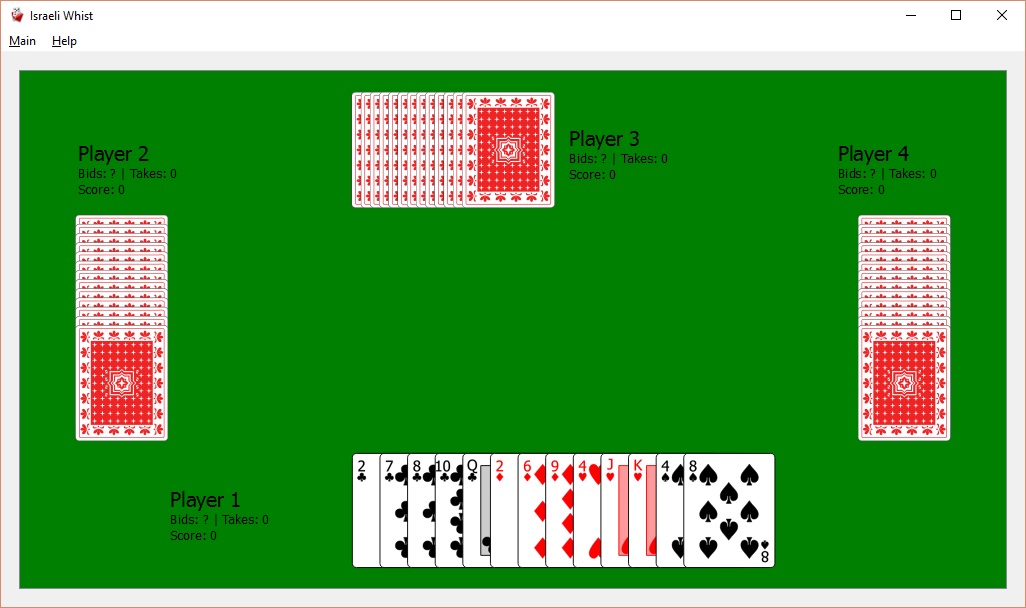 Israeli Whist
Main Help
Player 3
Bids: ? | Takes: 0
Score: 0
Player 2
Bids: ? | Takes: 0
Score: 0
Player 4
Bids: ? | Takes: 0
Score: 0
2 7 8 10 Q 2 6 9 4 J K 4 8
8
Player 1
Bids: ? | Takes: 0
Score: 0